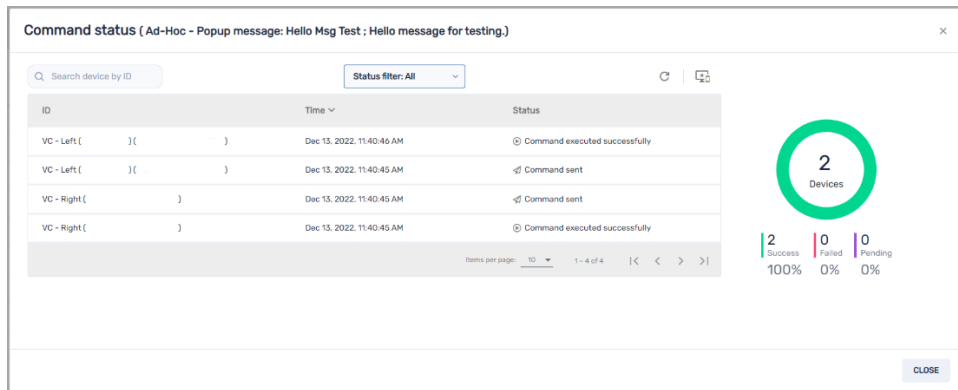 Command status ( Ad-Hoc - Popup message: Hello Msg Test ; Hello message for testing.)
Search device by ID
Status filter: All
ID Time Status
VC - Left ( )( ) Dec 13, 2022, 11:40:46 AM Command executed successfully
VC - Left ( )( ) Dec 13, 2022, 11:40:45 AM Command sent
VC - Right ( ) Dec 13, 2022, 11:40:45 AM Command sent
VC - Right ( ) Dec 13, 2022, 11:40:45 AM Command executed successfully
Items per page: 10 1 – 4 of 4
2
Devices
2 0 0
Success Failed Pending
100% 0% 0%
CLOSE